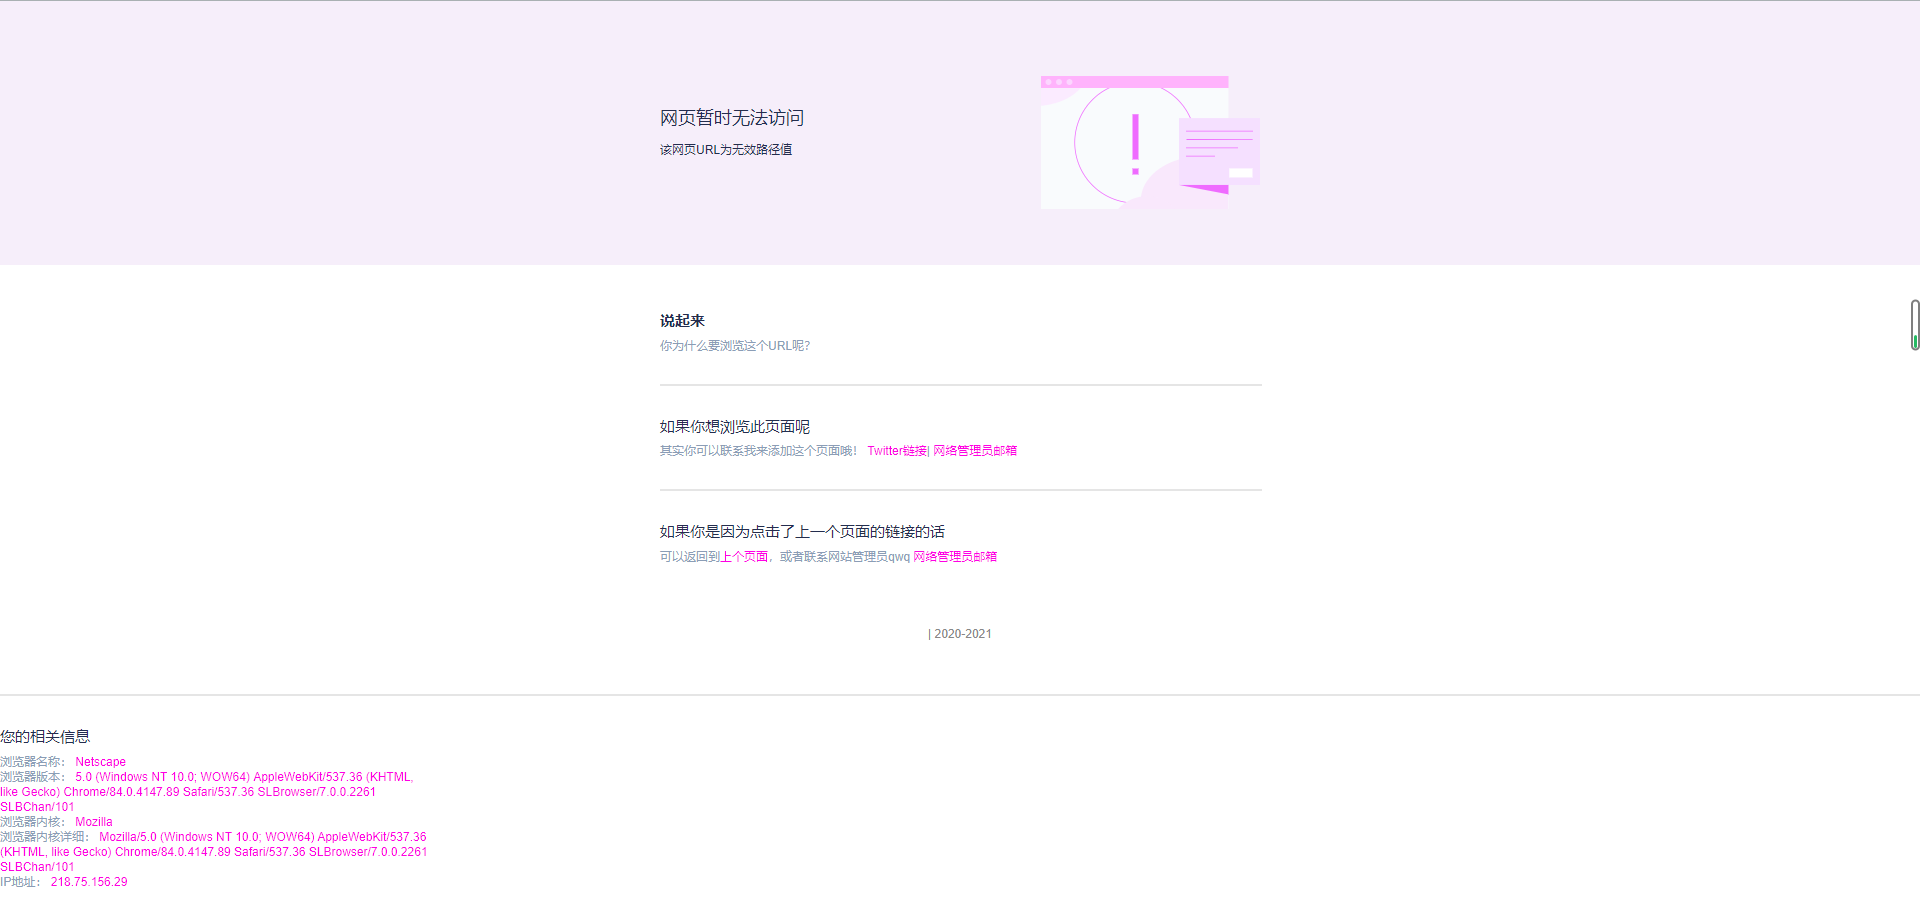 网页暂时无法访问
该网页URL为无效路径值
说起来
你为什么要浏览这个URL呢?
如果你想浏览此页面呢
其实你可以联系我来添加这个页面哦! Twitter链接| 网络管理员邮箱
如果你是因为点击了上一个页面的链接的话
可以返回到上个页面，或者联系网站管理员qwq 网络管理员邮箱
| 2020-2021
您的相关信息
浏览器名称： Netscape
浏览器版本： 5.0 (Windows NT 10.0; WOW64) AppleWebKit/537.36 (KHTML,
like Gecko) Chrome/84.0.4147.89 Safari/537.36 SLBrowser/7.0.0.2261
SLBChan/101
浏览器内核： Mozilla
浏览器内核详细： Mozilla/5.0 (Windows NT 10.0; WOW64) AppleWebKit/537.36
(KHTML, like Gecko) Chrome/84.0.4147.89 Safari/537.36 SLBrowser/7.0.0.2261
SLBChan/101
IP地址： 218.75.156.29